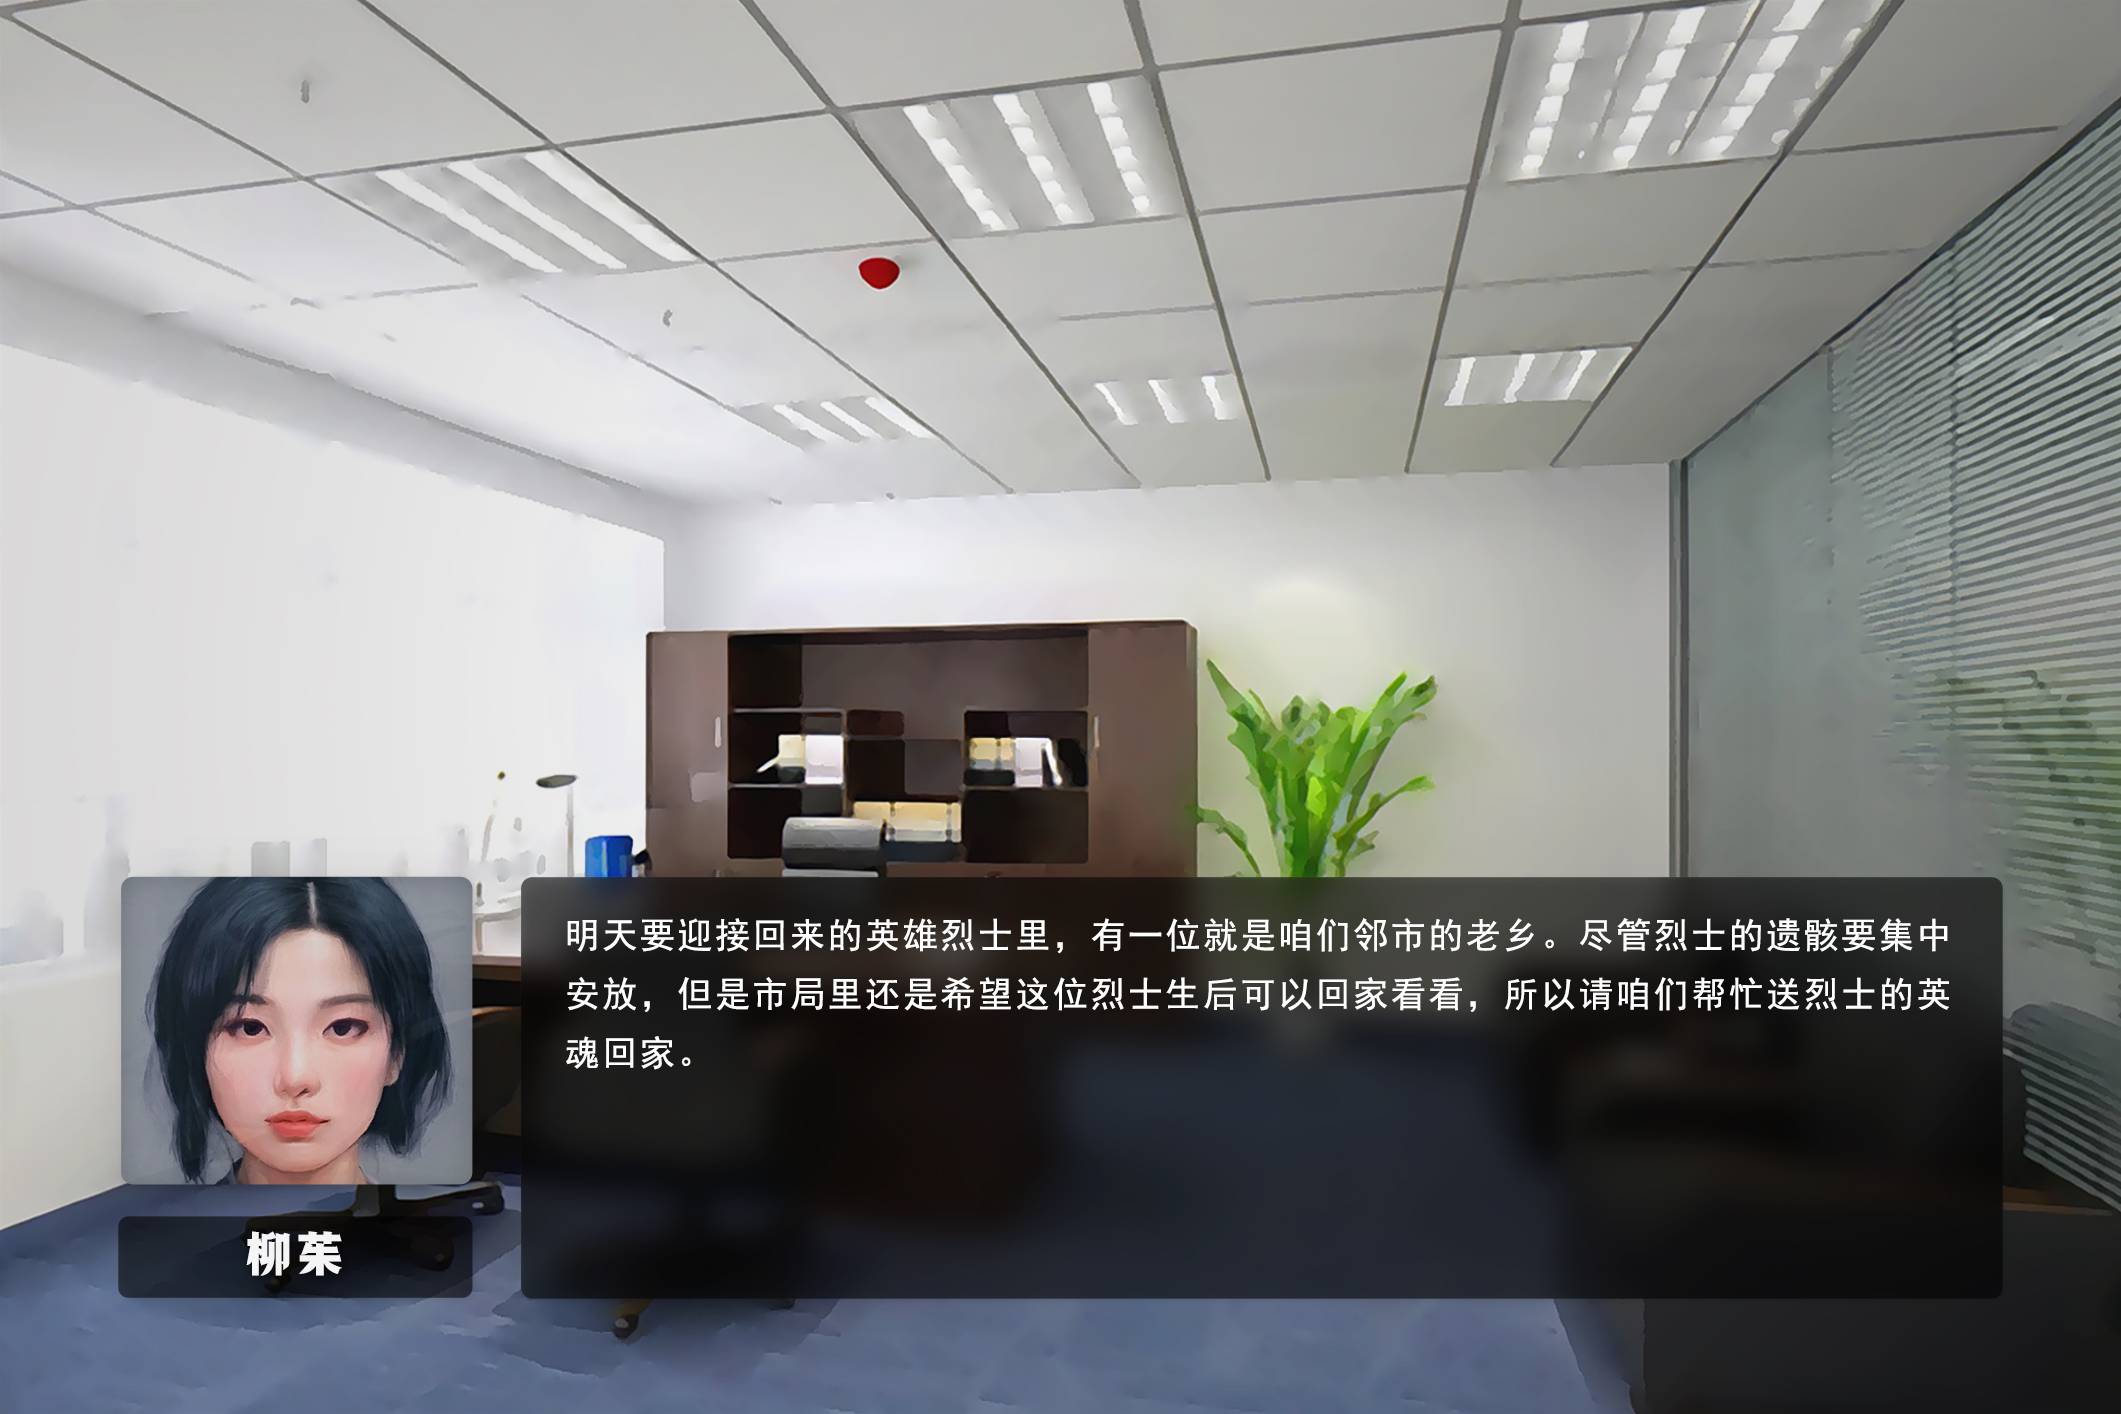 明天要迎接回来的英雄烈士里，有一位就是咱们邻市的老乡。尽管烈士的遗骸要集中
安放，但是市局里还是希望这位烈士生后可以回家看看，所以请咱们帮忙送烈士的英
魂回家。
柳茱